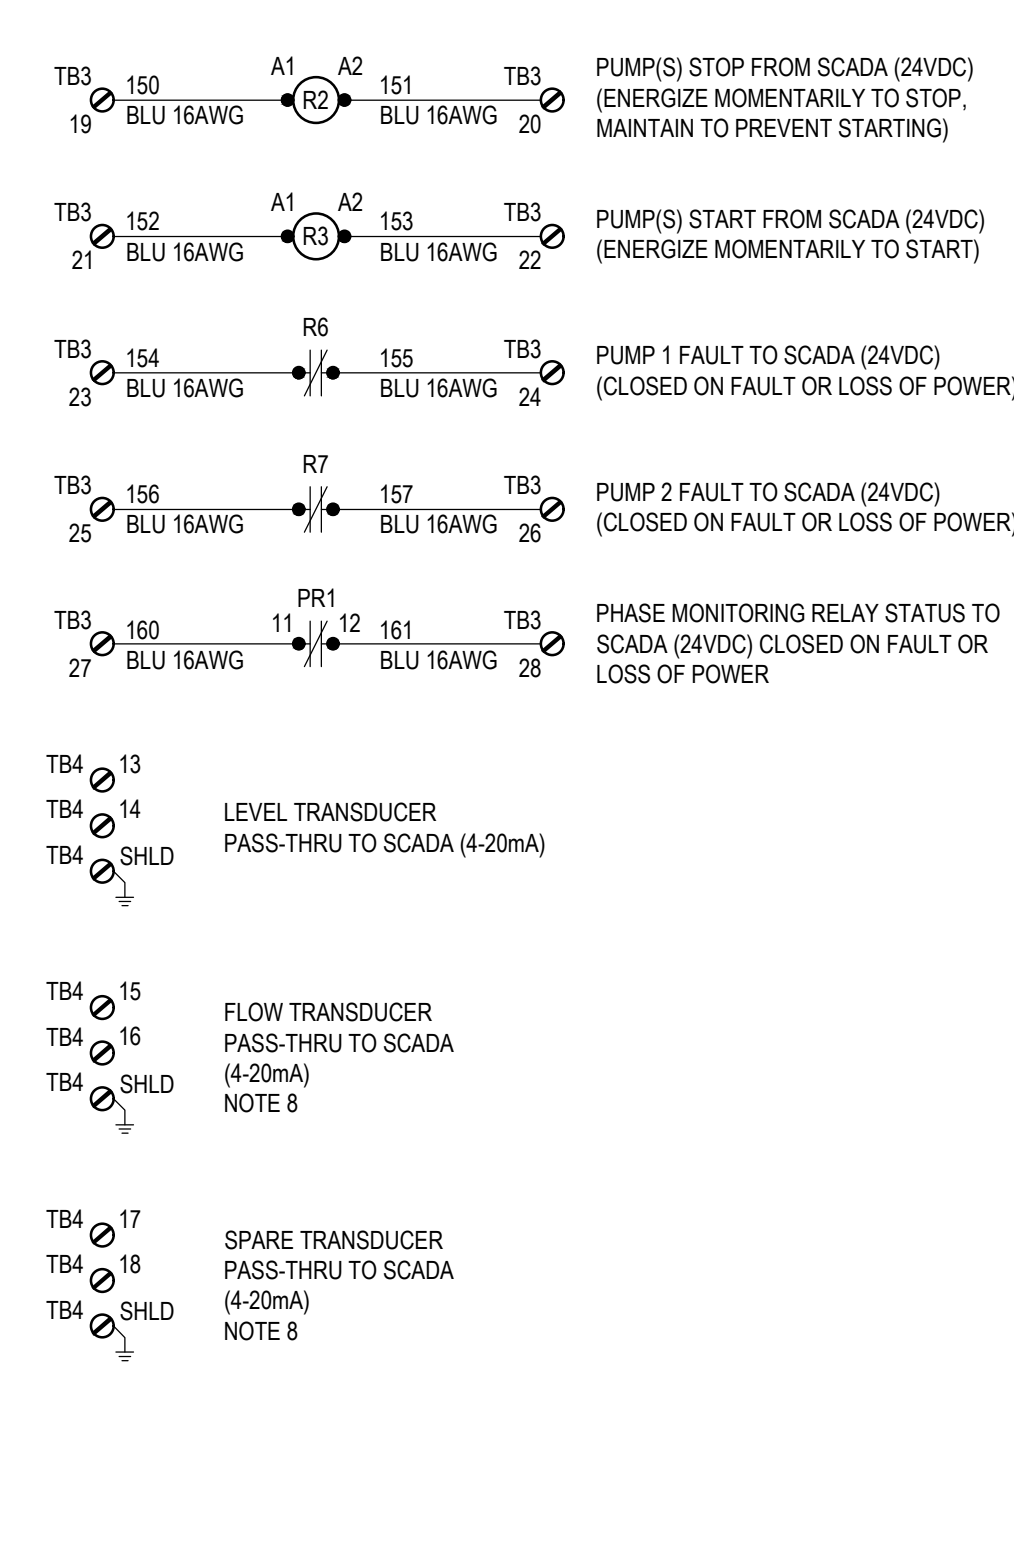 TB3 150 A1 A2 151 TB3
R2
19 BLU 16AWG BLU 16AWG 20
PUMP(S) STOP FROM SCADA (24VDC)
(ENERGIZE MOMENTARILY TO STOP,
MAINTAIN TO PREVENT STARTING)
TB3 152 A1 A2 153 TB3
R3
21 BLU 16AWG BLU 16AWG 22
PUMP(S) START FROM SCADA (24VDC)
(ENERGIZE MOMENTARILY TO START)
R6
TB3 154 155 TB3
23 BLU 16AWG BLU 16AWG 24
PUMP 1 FAULT TO SCADA (24VDC)
(CLOSED ON FAULT OR LOSS OF POWER)
R7
TB3 156 157 TB3
25 BLU 16AWG BLU 16AWG 26
PUMP 2 FAULT TO SCADA (24VDC)
(CLOSED ON FAULT OR LOSS OF POWER)
PR1
TB3 160 11 12 161 TB3
27 BLU 16AWG BLU 16AWG 28
PHASE MONITORING RELAY STATUS TO
SCADA (24VDC) CLOSED ON FAULT OR
LOSS OF POWER
TB4 13
TB4 14
TB4 SHLD
LEVEL TRANSDUCER
PASS-THRU TO SCADA (4-20mA)
TB4 15
TB4 16
TB4 SHLD
FLOW TRANSDUCER
PASS-THRU TO SCADA
(4-20mA)
NOTE 8
TB4 17
TB4 18
TB4 SHLD
SPARE TRANSDUCER
PASS-THRU TO SCADA
(4-20mA)
NOTE 8